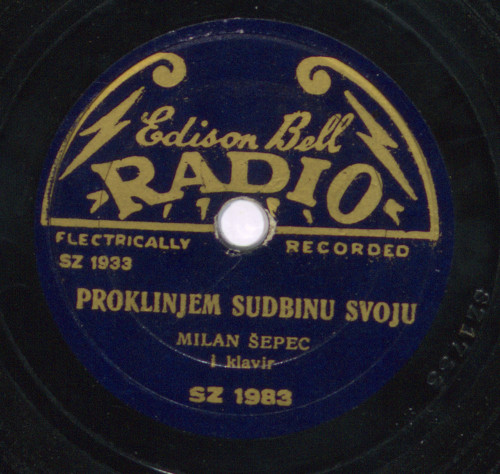 Edison Bell
RADIO
ELECTRICALLY RECORDED
SZ 1933
PROKLINJEM SUDBINU SVOJU
MILAN ŠEPEC
i klavir
SZ 1983